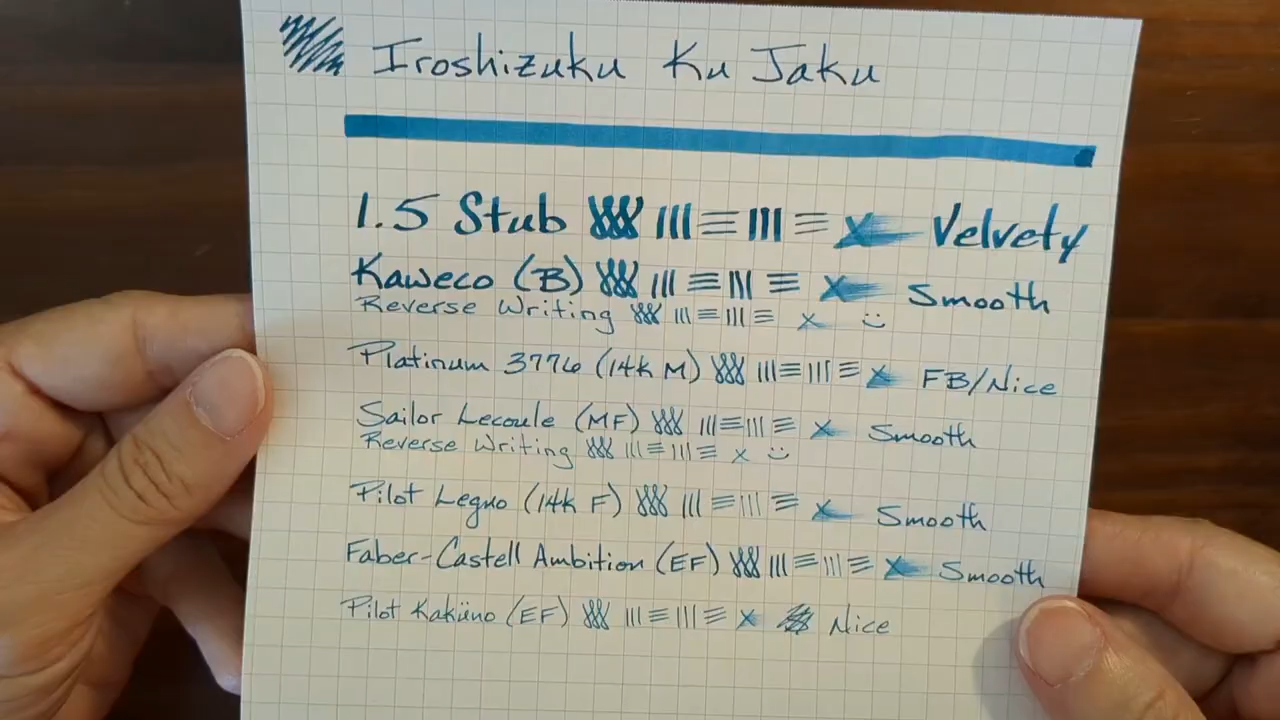 Iroshizuku Ku Jaku
1.5 Stub X Velvety
Kaweco (B) X Smooth
Reverse Writing X :)
Platinum 3776 (14k M) X FB/Nice
Sailor Lecoule (MF) X Smooth
Reverse Writing X :)
Pilot Legno (14k F) X Smooth
Faber-Castell Ambition (EF) X Smooth
Pilot Kaküno (EF) X Nice